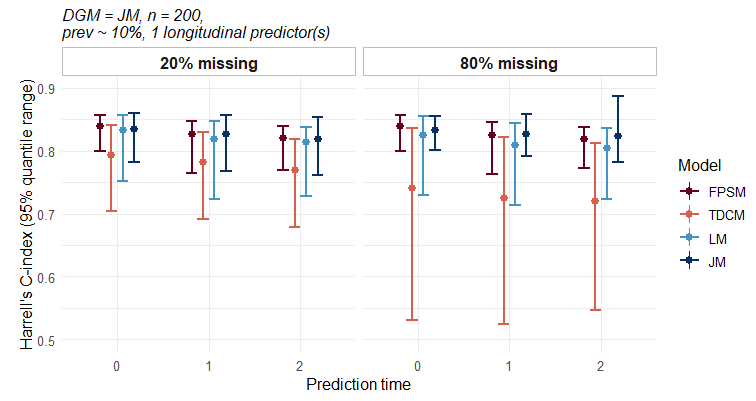 DGM = JM, n = 200,
prev ~ 10%, 1 longitudinal predictor(s)
20% missing
80% missing
Harrell's C-index (95% quantile range)
0.9
0.8
0.7
0.6
0.5
0 1 2
0 1 2
Prediction time
Model
FPSM
TDCM
LM
JM